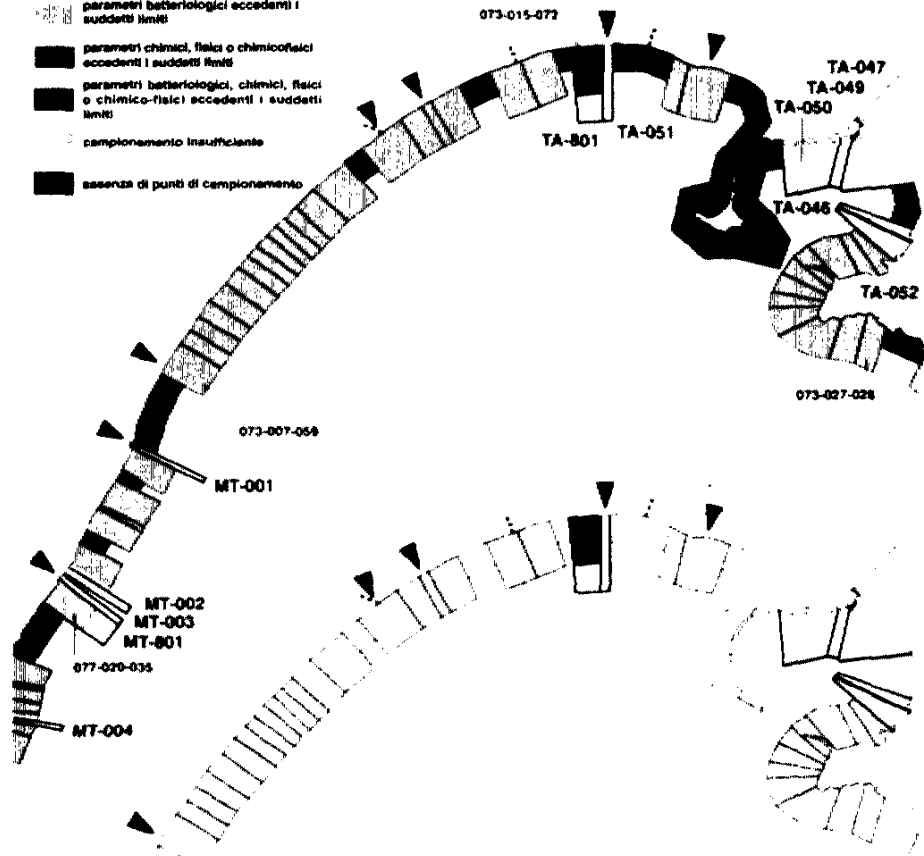 parametri batteriologici eccedenti i
suddetti limiti
parametri chimici, fisici o chimicofisici
eccedenti i suddetti limiti
parametri batteriologici, chimici, fisici
o chimico-fisici eccedenti i suddetti
limiti
campionamento insufficiente
assenza di punti di campionamento
073-015-072
TA-047
TA-049
TA-050
TA-801
TA-051
TA-046
TA-052
073-027-028
073-007-059
MT-001
MT-002
MT-003
MT-801
077-020-035
MT-004